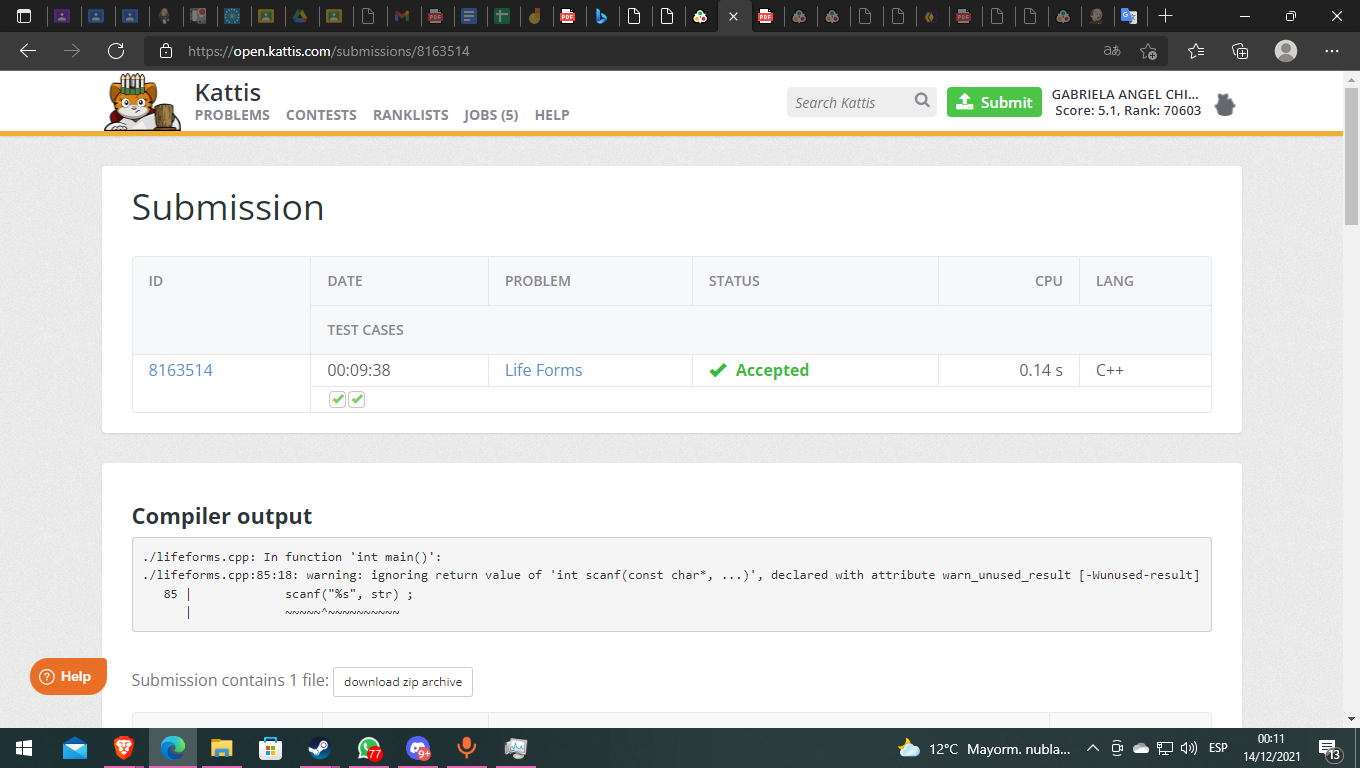 https://open.kattis.com/submissions/8163514
Kattis
PROBLEMS CONTESTS RANKLISTS JOBS (5) HELP
Search Kattis
Submit
GABRIELA ANGEL CHI...
Score: 5.1, Rank: 70603
Submission
ID DATE PROBLEM STATUS CPU LANG
TEST CASES
8163514 00:09:38 Life Forms Accepted 0.14 s C++
Compiler output
./lifeforms.cpp: In function 'int main()':
./lifeforms.cpp:85:18: warning: ignoring return value of 'int scanf(const char*, ...)', declared with attribute warn_unused_result [-Wunused-result]
85 | scanf("%s", str) ;
| ~~~~~^~~~~~~~~~~
Help
Submission contains 1 file: download zip archive
77
9+
12°C Mayorm. nubla...
ESP
00:11
14/12/2021
13